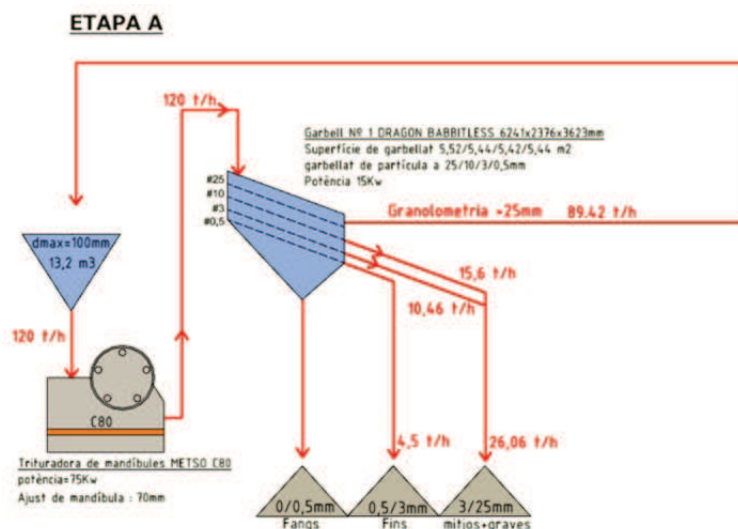 ETAPA A
120 t/h
Garbell Nº 1 DRAGON BABBITLESS 6241x2376x3623mm
Superfície de garbellat 5,52/5,44/5,42/5,44 m2
garbellat de partícula a 25/10/3/0,5mm
Potència 15Kw
#25
#10
#3
#0,5
Granolometria +25mm 89.42 t/h
dmax=100mm
13,2 m3
15,6 t/h
10,46 t/h
120 t/h
C80
4,5 t/h
26,06 t/h
Trituradora de mandíbules METSO C80
potència=75Kw
Ajust de mandíbula : 70mm
0/0,5mm
Fangs
0,5/3mm
Fins
3/25mm
mitjos+graves